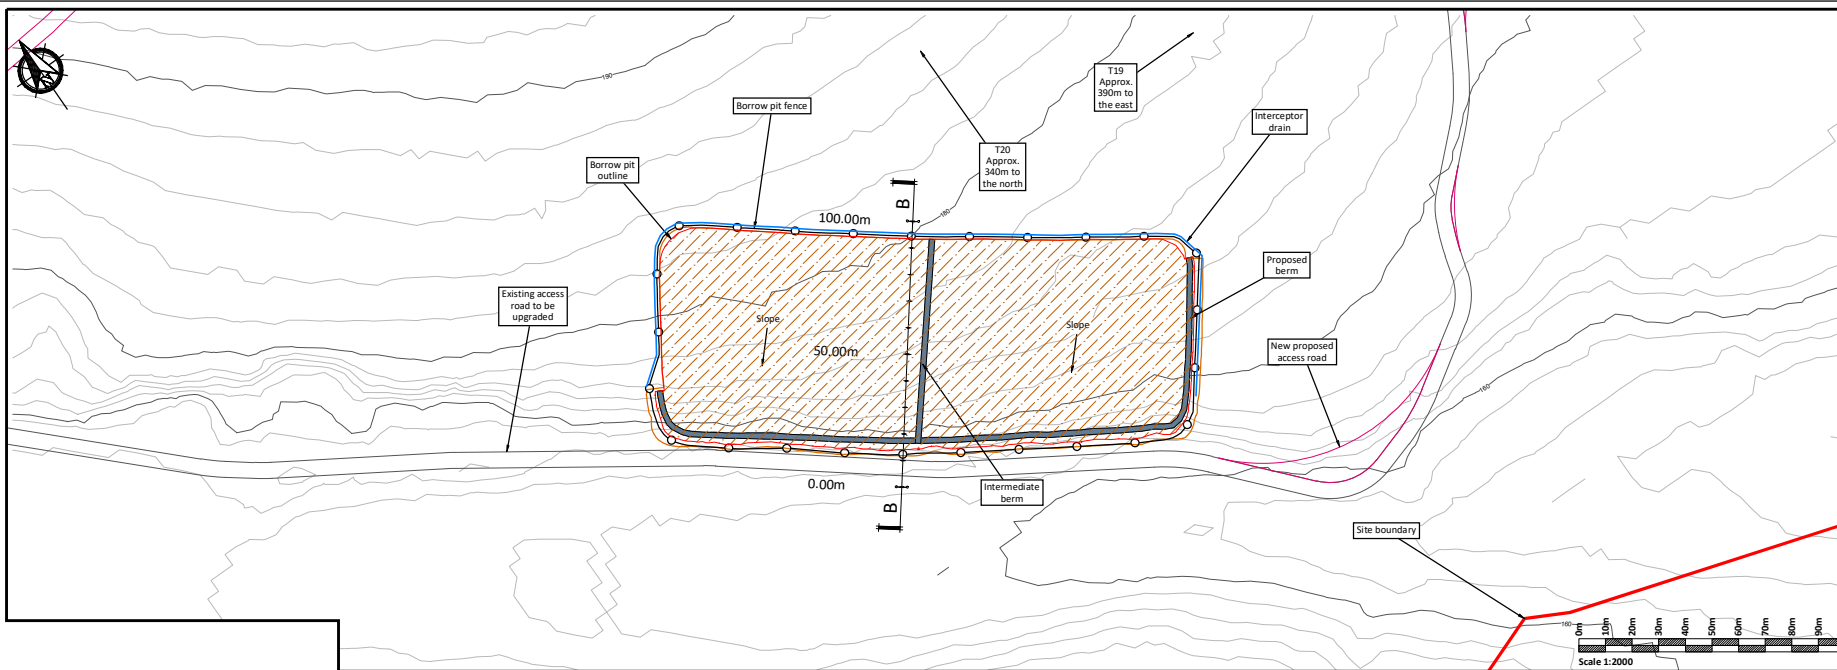 190
T19
Approx.
390m to
the east
Borrow pit fence
Interceptor
drain
T20
Approx.
340m to
the north
Borrow pit
outline
B
180
100.00m
Proposed
berm
Existing access
road to be
upgraded
Slope
Slope
50.00m
New proposed
access road
160
0.00m
Intermediate
berm
B
Site boundary
160
0m
10m
20m
30m
40m
50m
60m
70m
80m
90m
Scale 1:2000